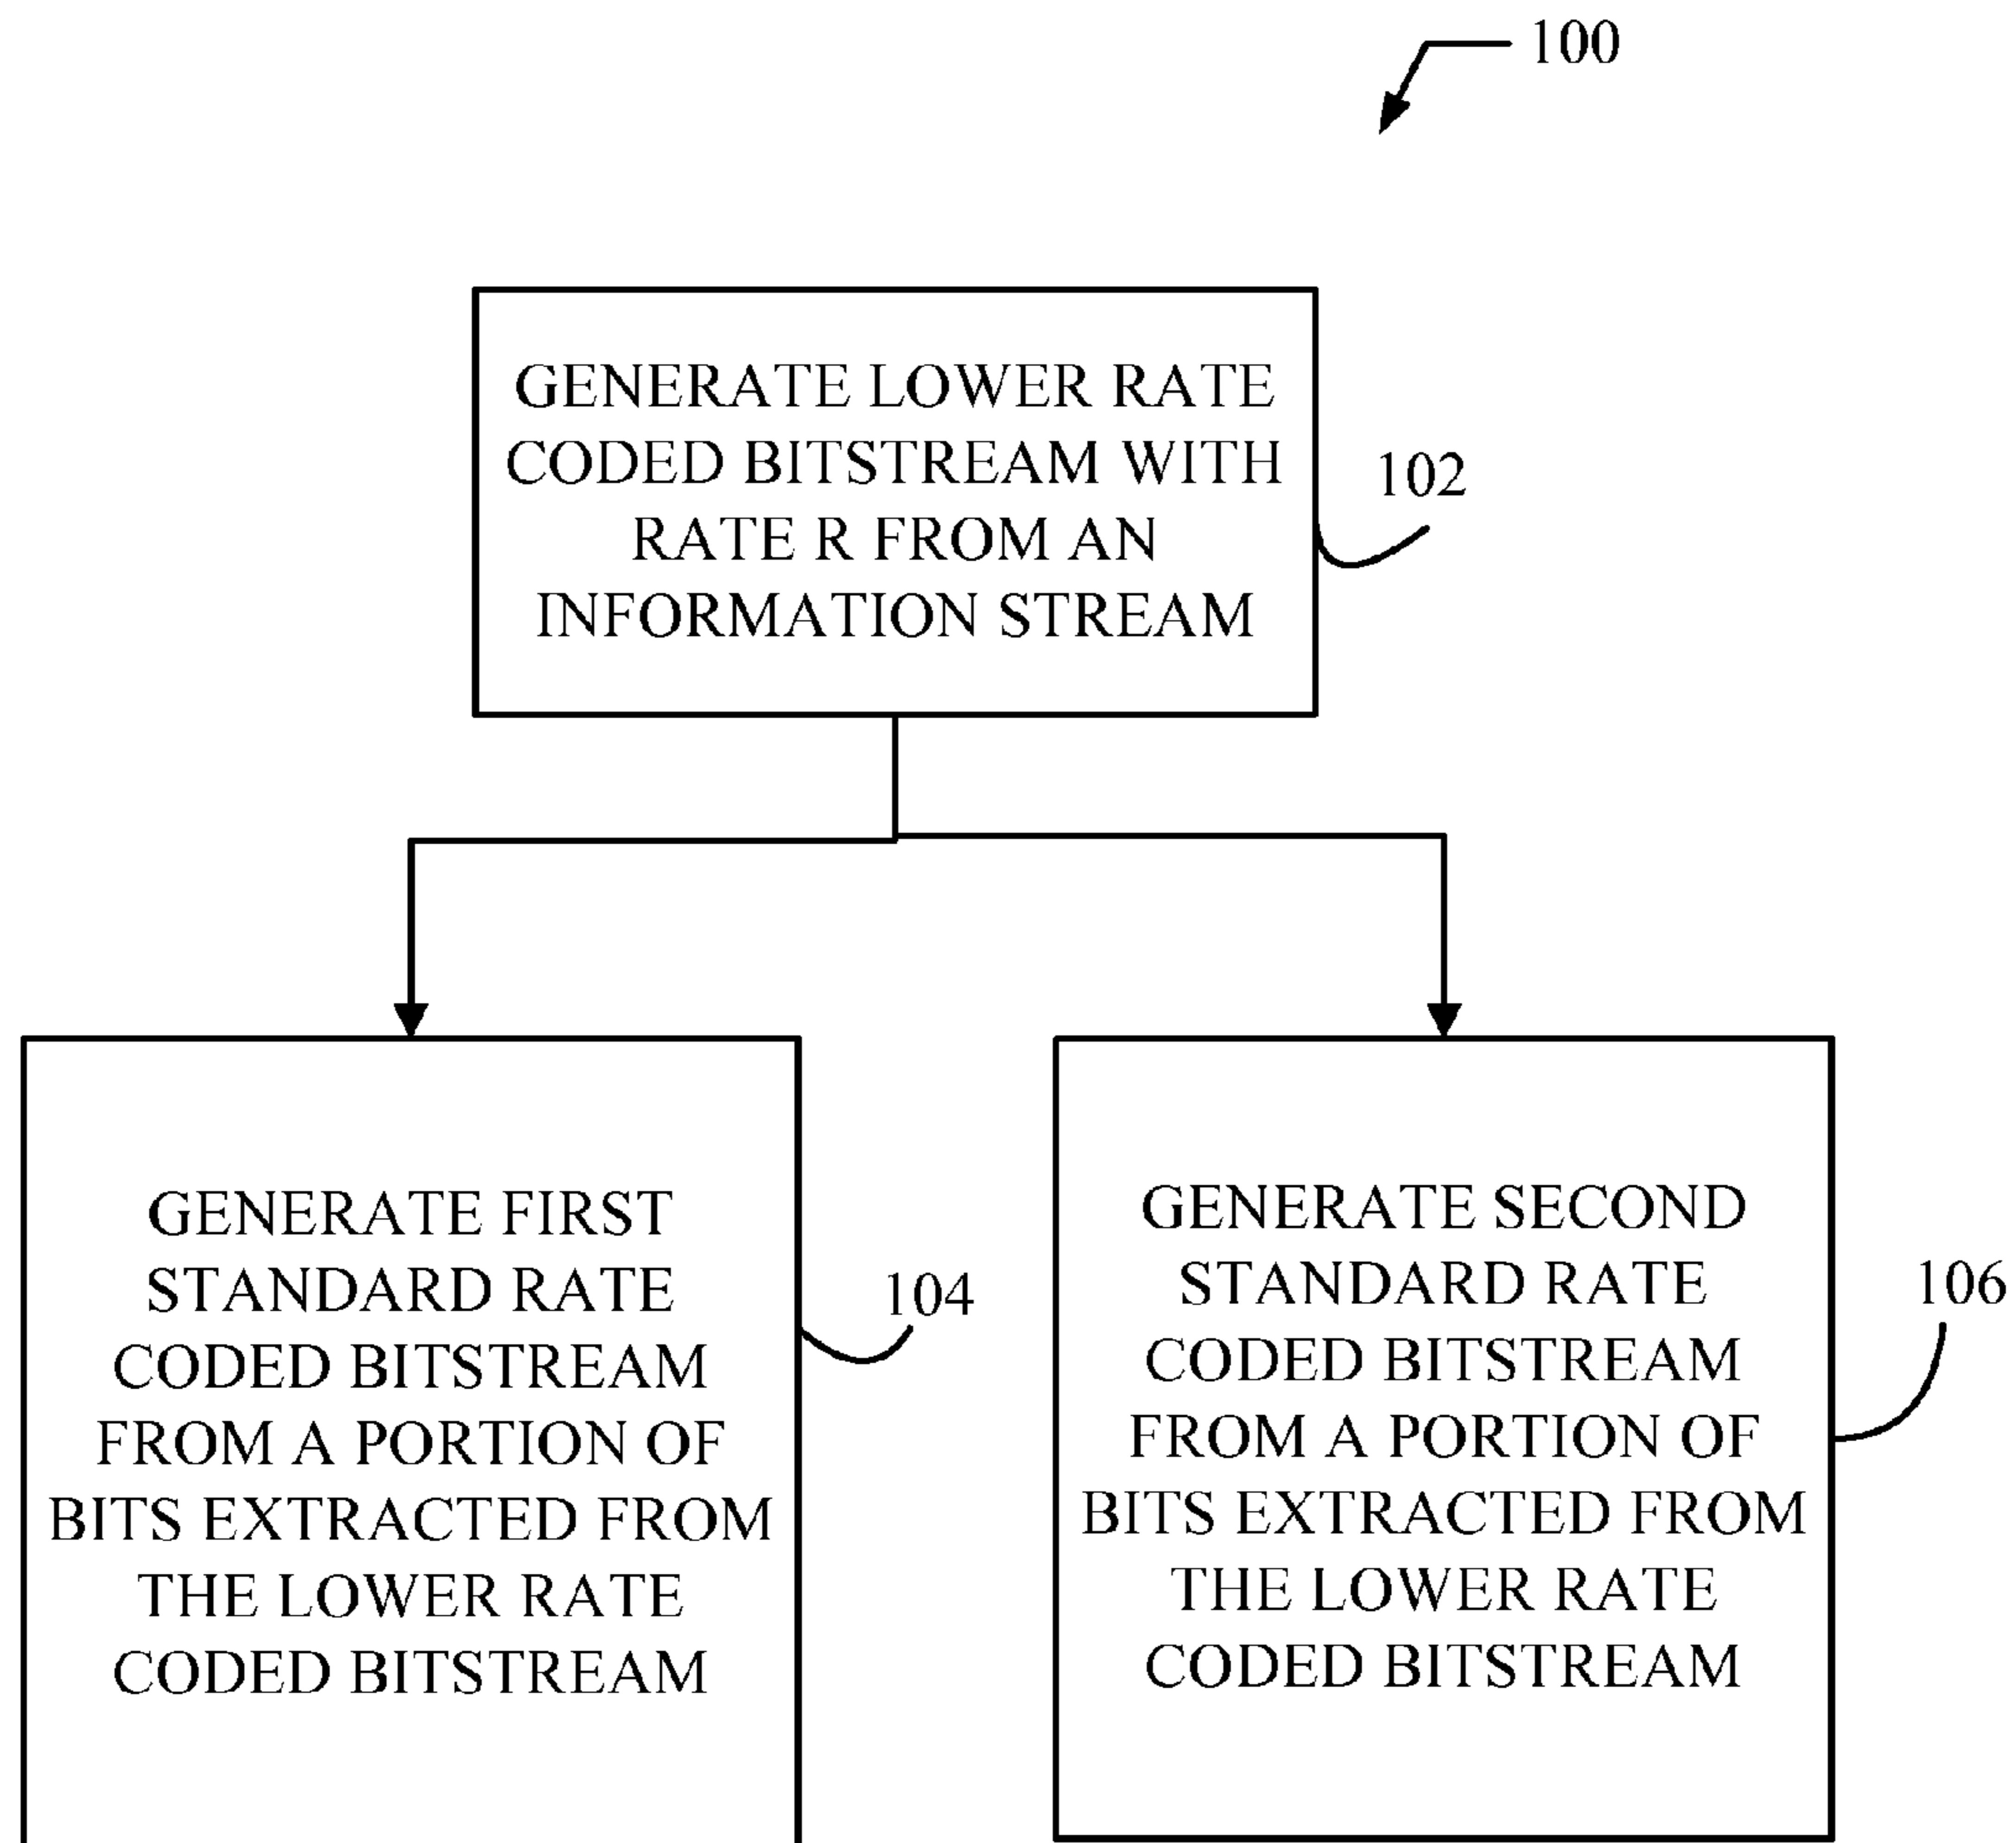 100
GENERATE LOWER RATE
CODED BITSTREAM WITH
RATE R FROM AN
INFORMATION STREAM
102
GENERATE FIRST
STANDARD RATE
CODED BITSTREAM
FROM A PORTION OF
BITS EXTRACTED FROM
THE LOWER RATE
CODED BITSTREAM
104
GENERATE SECOND
STANDARD RATE
CODED BITSTREAM
FROM A PORTION OF
BITS EXTRACTED FROM
THE LOWER RATE
CODED BITSTREAM
106